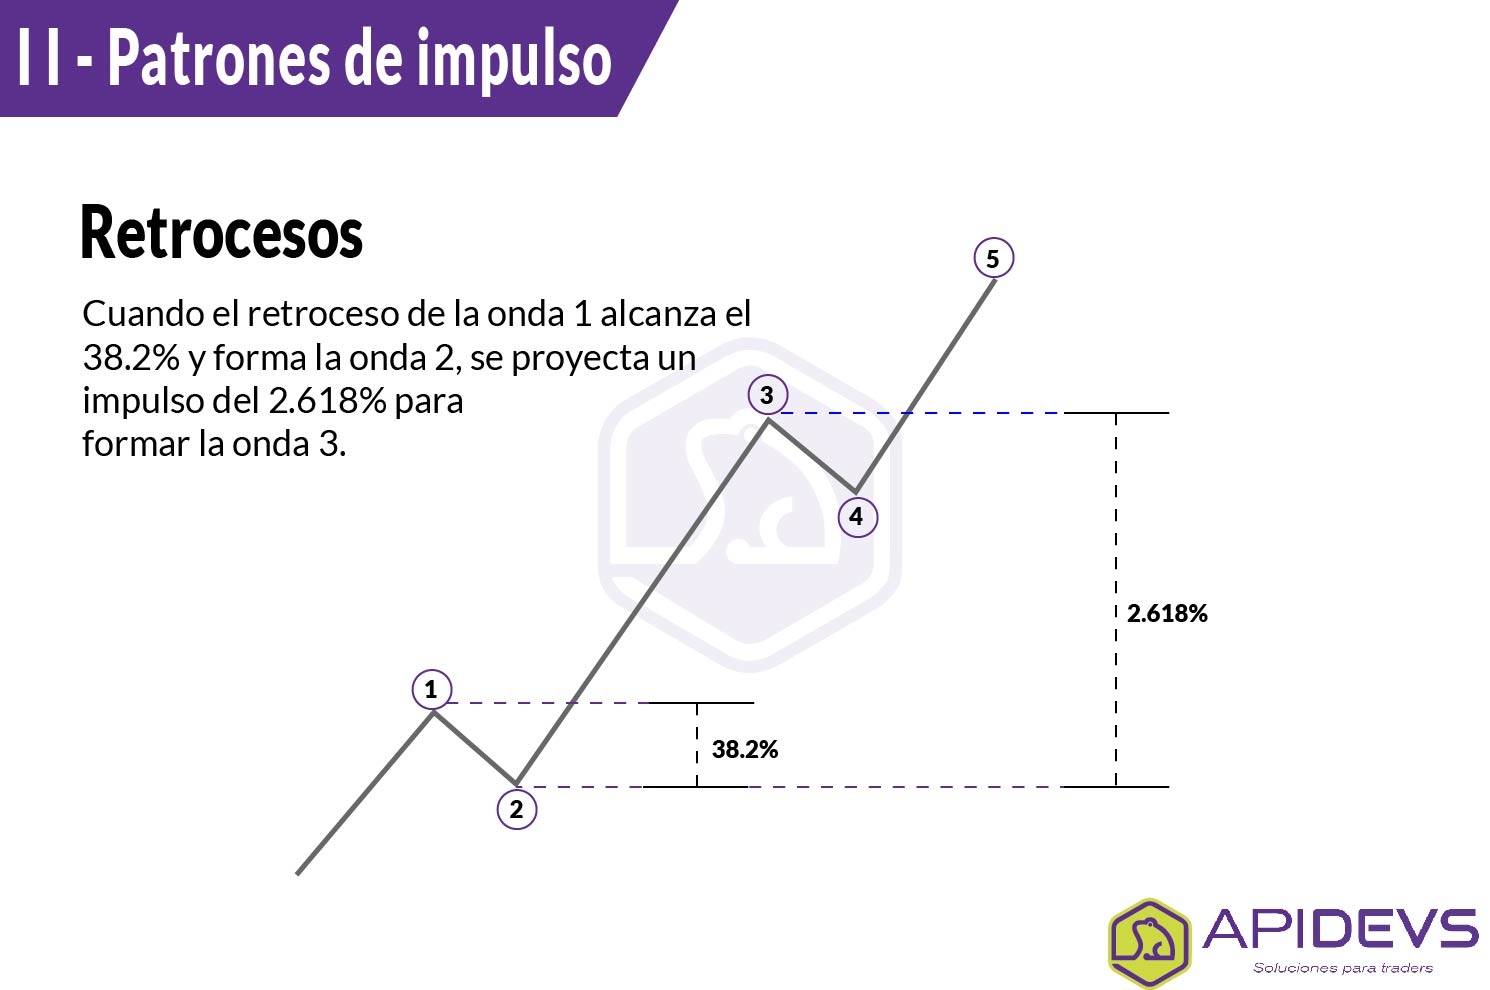 I I - Patrones de impulso
Retrocesos
Cuando el retroceso de la onda 1 alcanza el
38.2% y forma la onda 2, se proyecta un
impulso del 2.618% para
formar la onda 3.
5
3
4
2.618%
1
38.2%
2
APIDEVS
Soluciones para traders